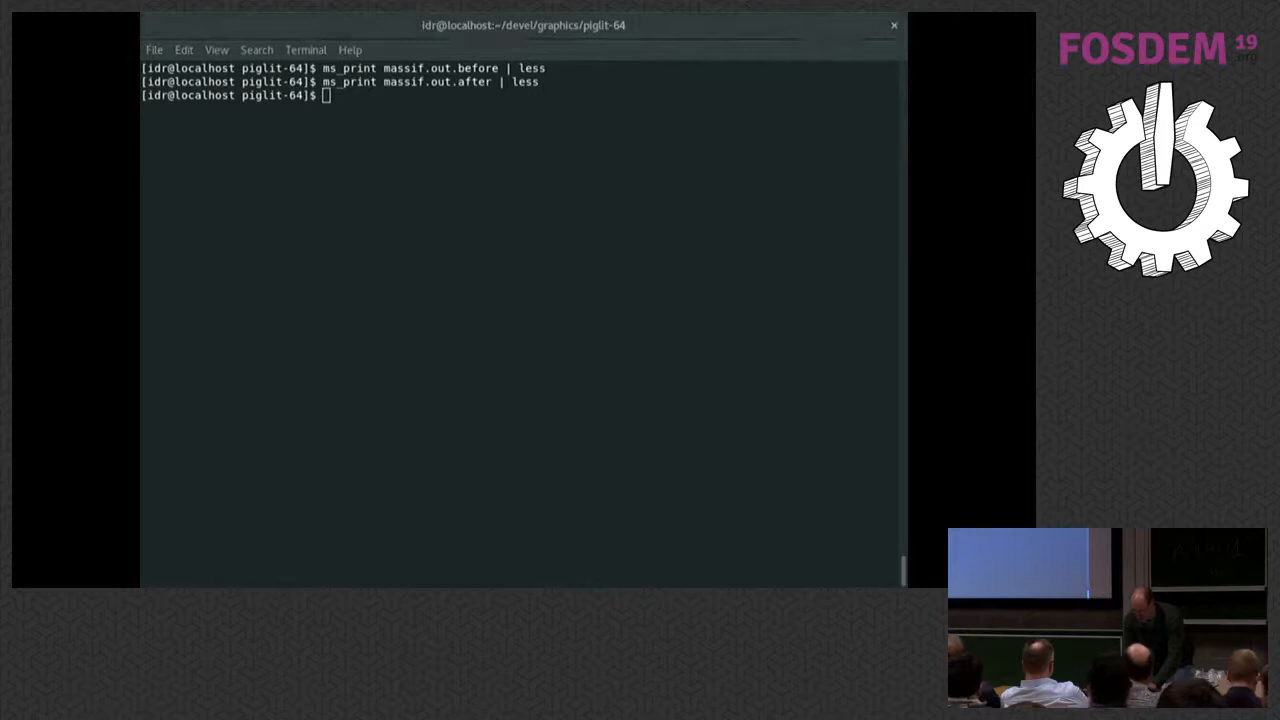 idr@localhost:~/devel/graphics/piglit-64
File Edit View Search Terminal Help
[idr@localhost piglit-64]$ ms_print massif.out.before | less
[idr@localhost piglit-64]$ ms_print massif.out.after | less
[idr@localhost piglit-64]$
FOSDEM 19
.org